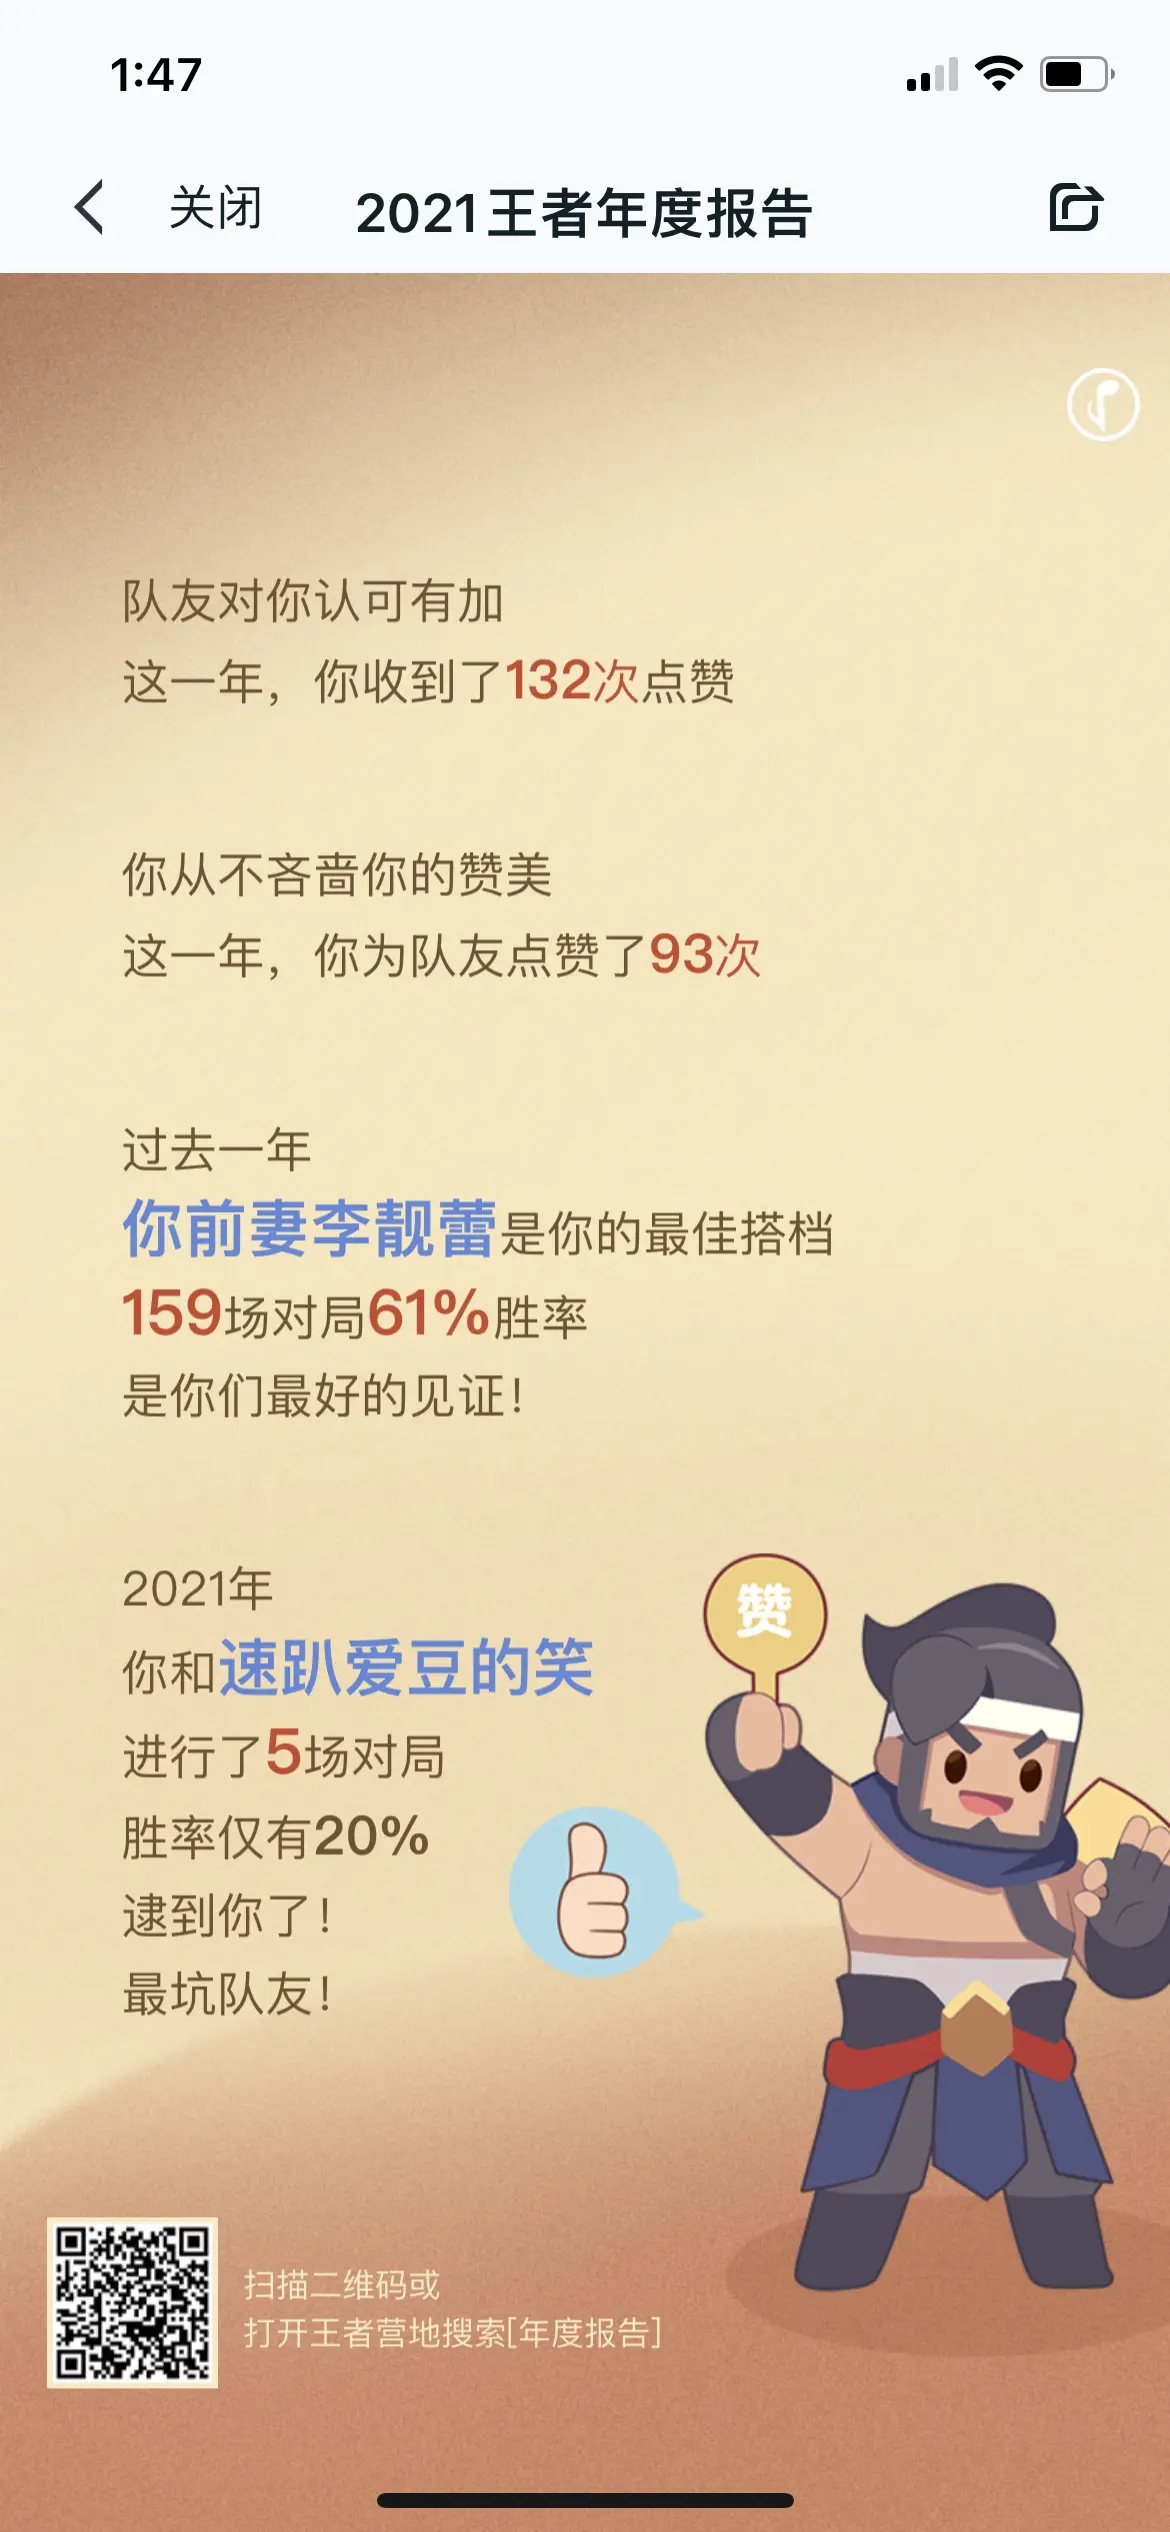 1:47
关闭
2021王者年度报告
队友对你认可有加
这一年，你收到了132次点赞
你从不吝啬你的赞美
这一年，你为队友点赞了93次
过去一年
你前妻李靓蕾是你的最佳搭档
159场对局61%胜率
是你们最好的见证！
2021年
你和速趴爱豆的笑
进行了5场对局
胜率仅有20%
逮到你了！
最坑队友！
赞
扫描二维码或
打开王者营地搜索[年度报告]